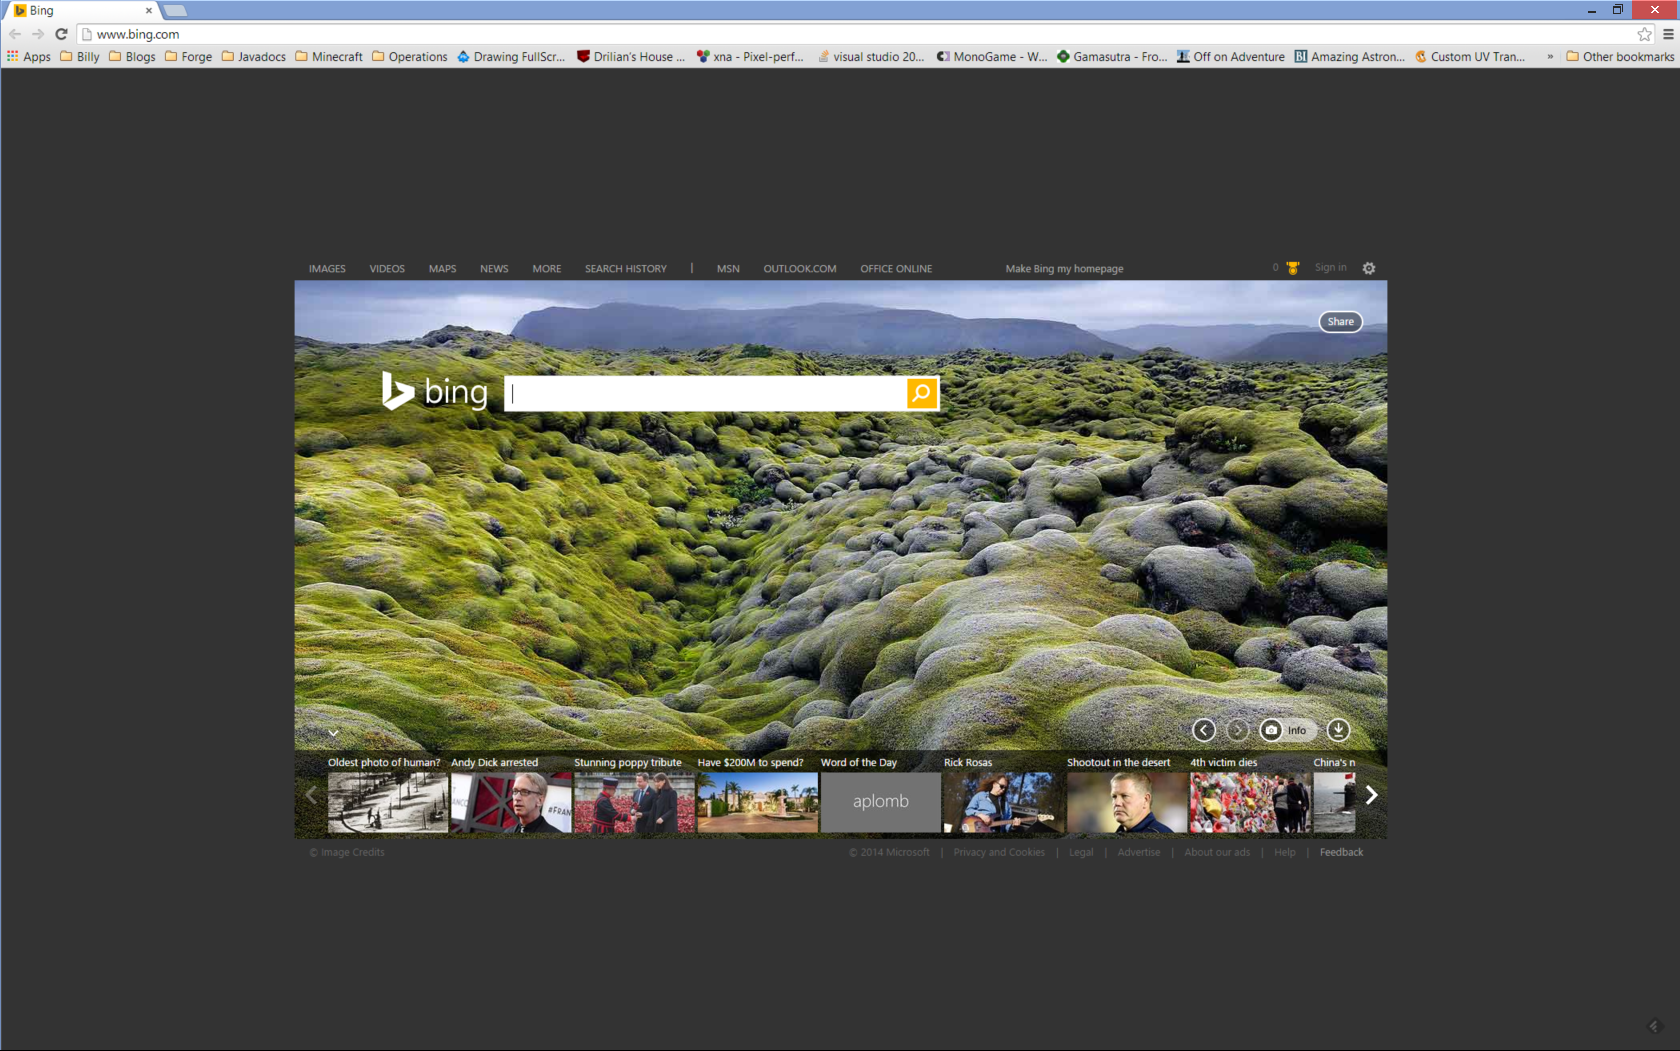 Bing
www.bing.com
Apps Billy Blogs Forge Javadocs Minecraft Operations Drawing FullScr... Drilian's House ... xna - Pixel-perf... visual studio 20... MonoGame - W... Gamasutra - Fro... Off on Adventure Amazing Astron... Custom UV Tran... » Other bookmarks
IMAGES VIDEOS MAPS NEWS MORE SEARCH HISTORY | MSN OUTLOOK.COM OFFICE ONLINE Make Bing my homepage 0 Sign in
Share
bing
Info
Oldest photo of human? Andy Dick arrested Stunning poppy tribute Have $200M to spend? Word of the Day Rick Rosas Shootout in the desert 4th victim dies China's n
#FRAN
aplomb
© Image Credits © 2014 Microsoft | Privacy and Cookies | Legal | Advertise | About our ads | Help | Feedback